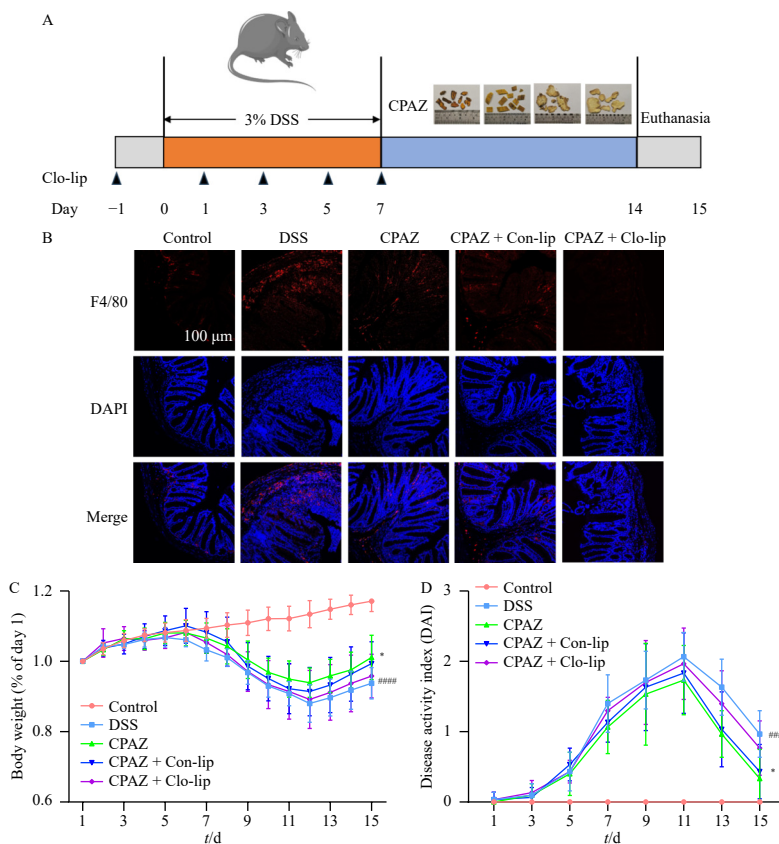 A
3% DSS
CPAZ
Euthanasia
Clo-lip
Day −1 0 1 3 5 7 14 15
B
Control DSS CPAZ CPAZ + Con-lip CPAZ + Clo-lip
F4/80
100 μm
DAPI
Merge
C
Body weight (% of day 1)
1.2
1.0
0.8
0.6
*
####
Control
DSS
CPAZ
CPAZ + Con-lip
CPAZ + Clo-lip
1 3 5 7 9 11 13 15
t/d
D
Disease activity index (DAI)
3
2
1
0
Control
DSS
CPAZ
CPAZ + Con-lip
CPAZ + Clo-lip
*
1 3 5 7 9 11 13 15
t/d